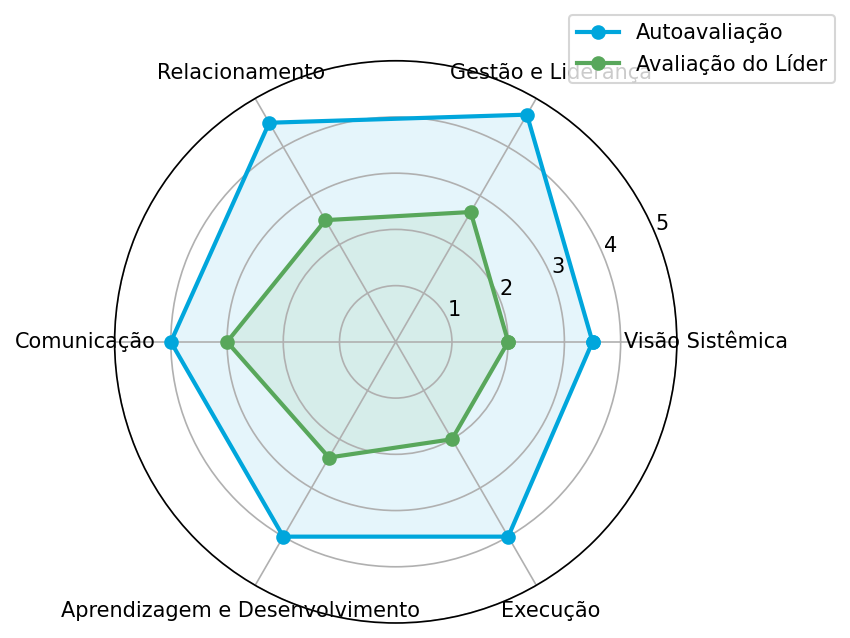 Autoavaliação
Avaliação do Líder
Relacionamento
Gestão e Liderança
5
4
3
2
1
Comunicação
Visão Sistêmica
Aprendizagem e Desenvolvimento
Execução